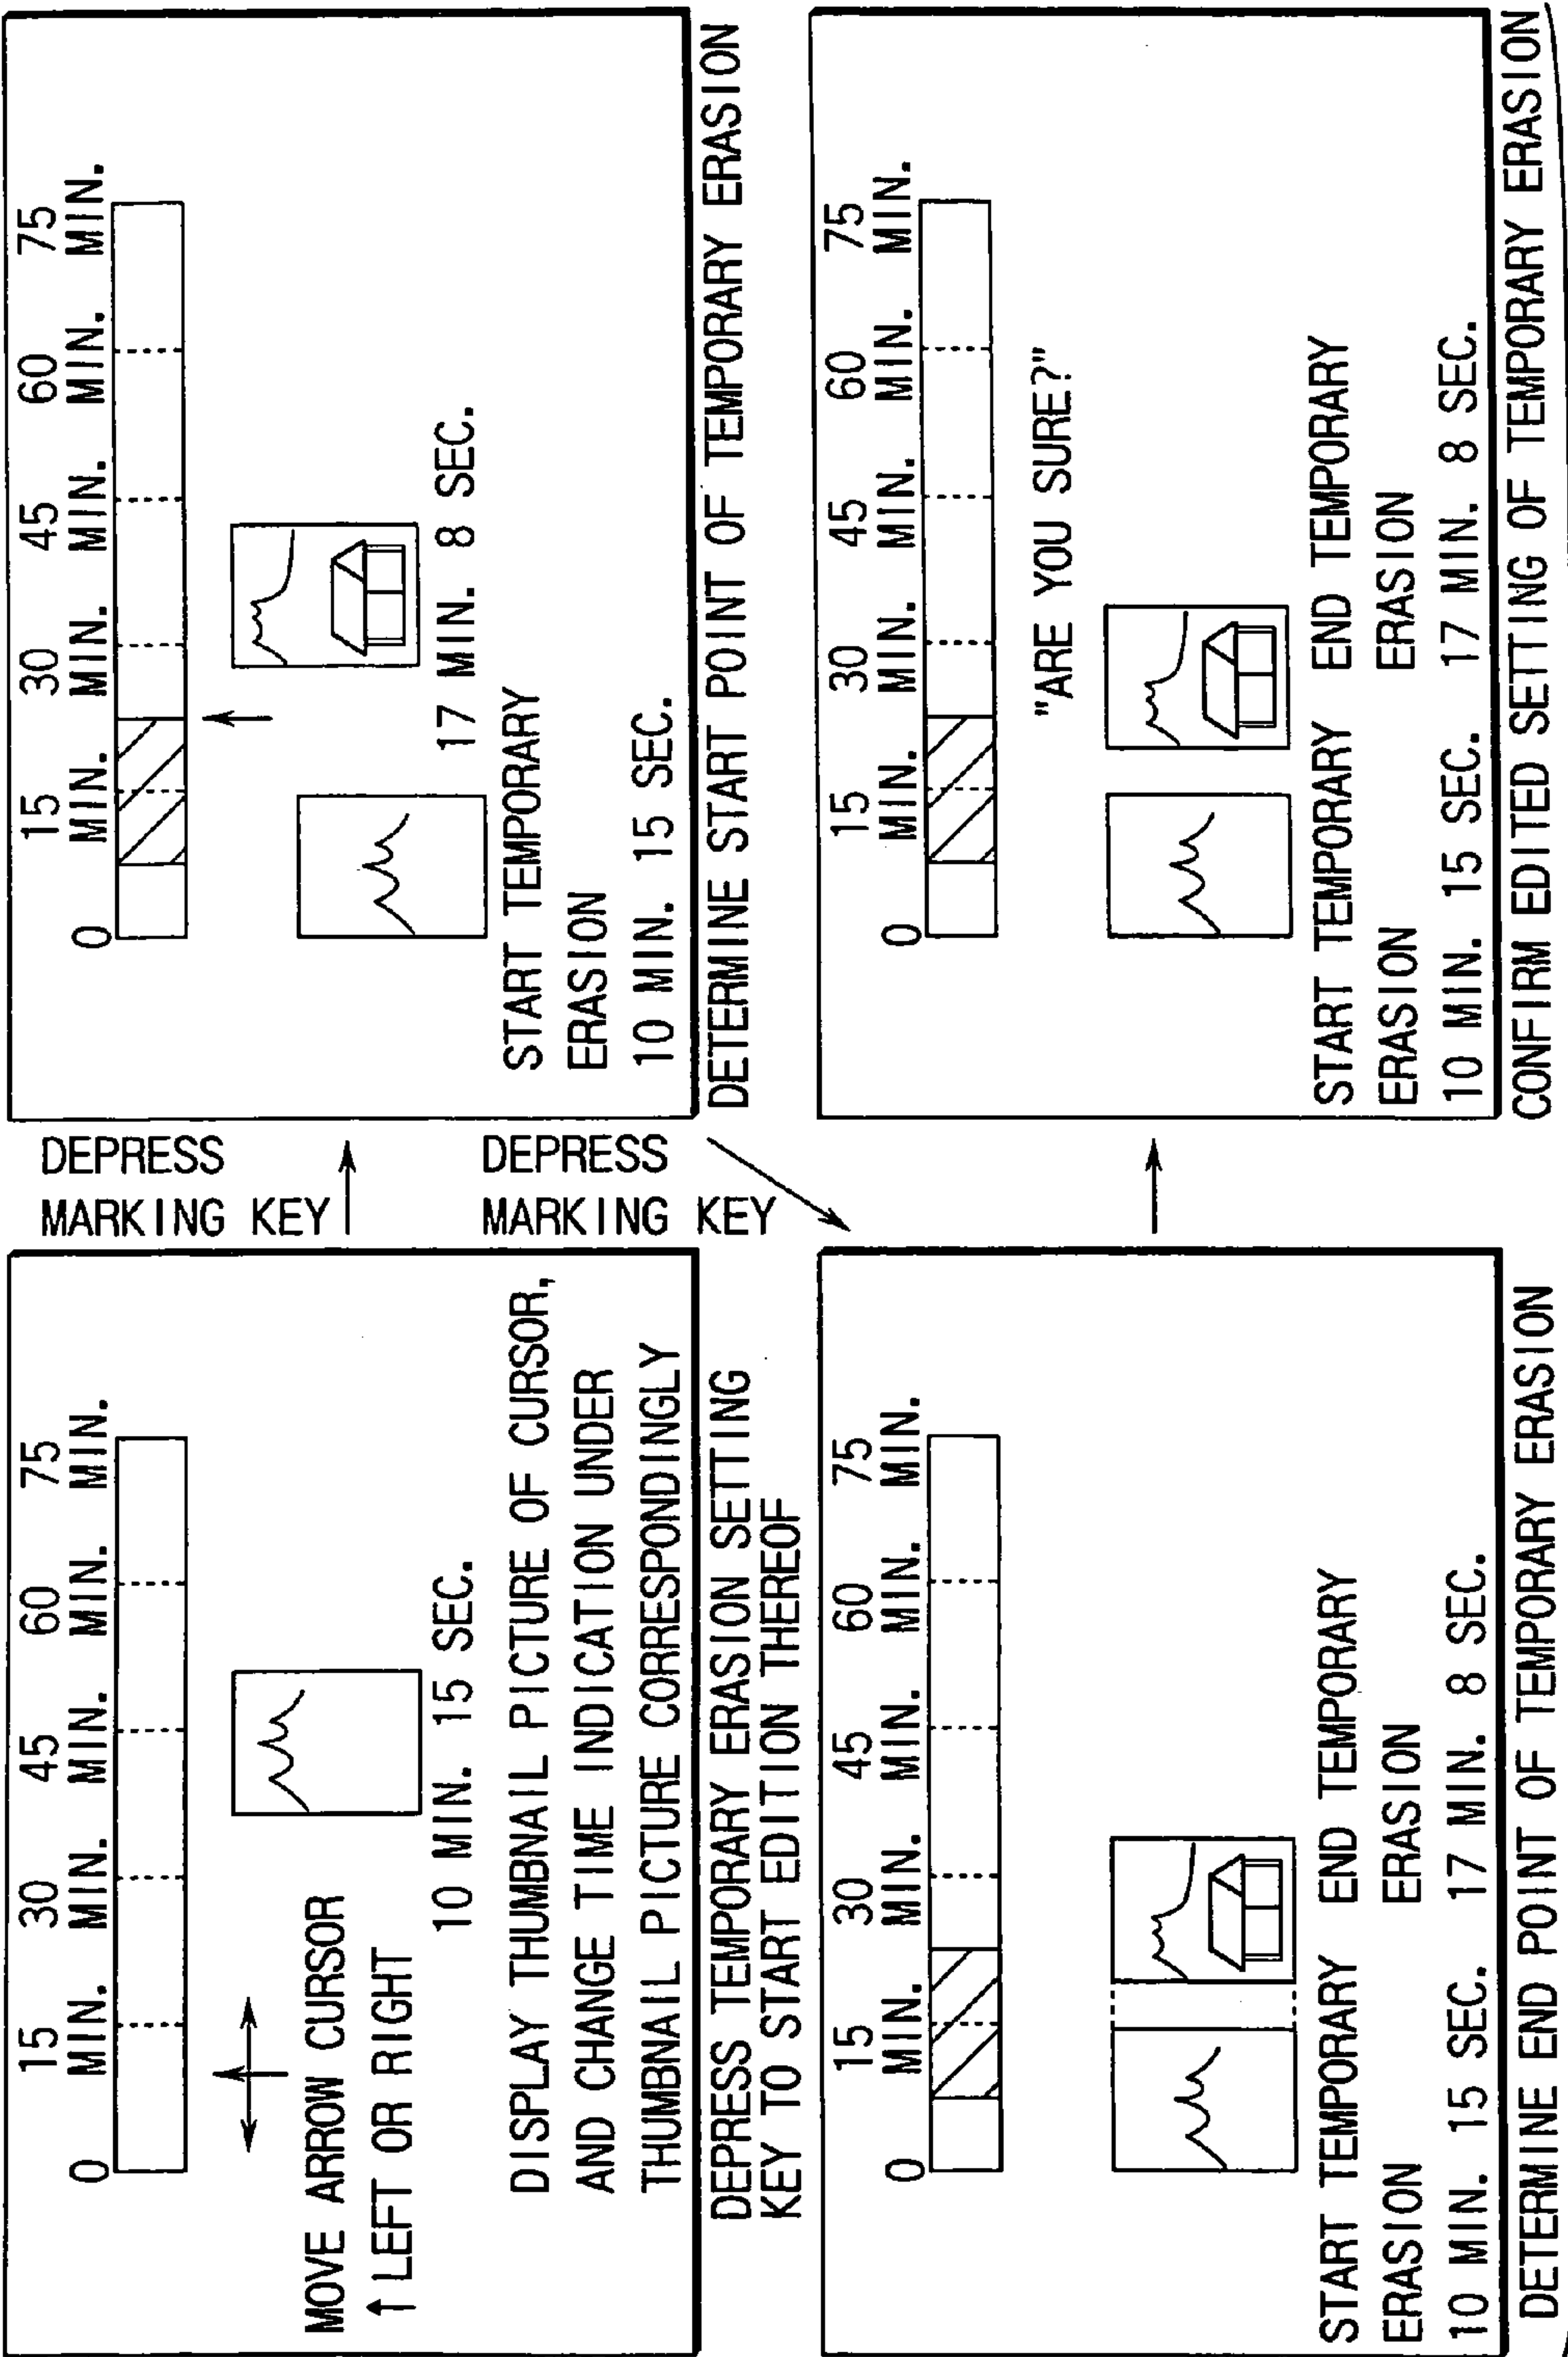 0 15 30 45 60 75
MIN. MIN. MIN. MIN. MIN.
MOVE ARROW CURSOR
↑ LEFT OR RIGHT
10 MIN. 15 SEC.
DISPLAY THUMBNAIL PICTURE OF CURSOR,
AND CHANGE TIME INDICATION UNDER
THUMBNAIL PICTURE CORRESPONDINGLY
DEPRESS TEMPORARY ERASION SETTING
KEY TO START EDITION THEREOF
DEPRESS
MARKING KEY
0 15 30 45 60 75
MIN. MIN. MIN. MIN. MIN.
17 MIN. 8 SEC.
START TEMPORARY
ERASION
10 MIN. 15 SEC.
DETERMINE START POINT OF TEMPORARY ERASION
DEPRESS
MARKING KEY
0 15 30 45 60 75
MIN. MIN. MIN. MIN. MIN.
START TEMPORARY END TEMPORARY
ERASION ERASION
10 MIN. 15 SEC. 17 MIN. 8 SEC.
DETERMINE END POINT OF TEMPORARY ERASION
0 15 30 45 60 75
MIN. MIN. MIN. MIN. MIN.
"ARE YOU SURE?"
START TEMPORARY END TEMPORARY
ERASION ERASION
10 MIN. 15 SEC. 17 MIN. 8 SEC.
CONFIRM EDITED SETTING OF TEMPORARY ERASION